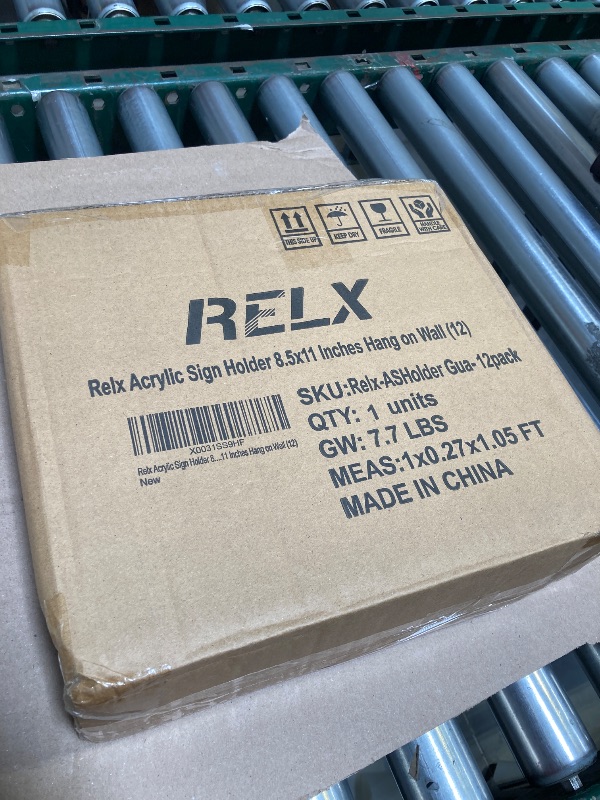 THIS SIDE UP
KEEP DRY
FRAGILE
HANDLE
WITH CARE
RELX
Relx Acrylic Sign Holder 8.5x11 Inches Hang on Wall (12)
X0031SG9HF
Relx Acrylic Sign Holder 8....11 Inches Hang on Wall (12)
New
SKU:Relx-ASHolder Gua- 12pack
QTY: 1 units
GW: 7.7 LBS
MEAS:1x0.27x1.05 FT
MADE IN CHINA